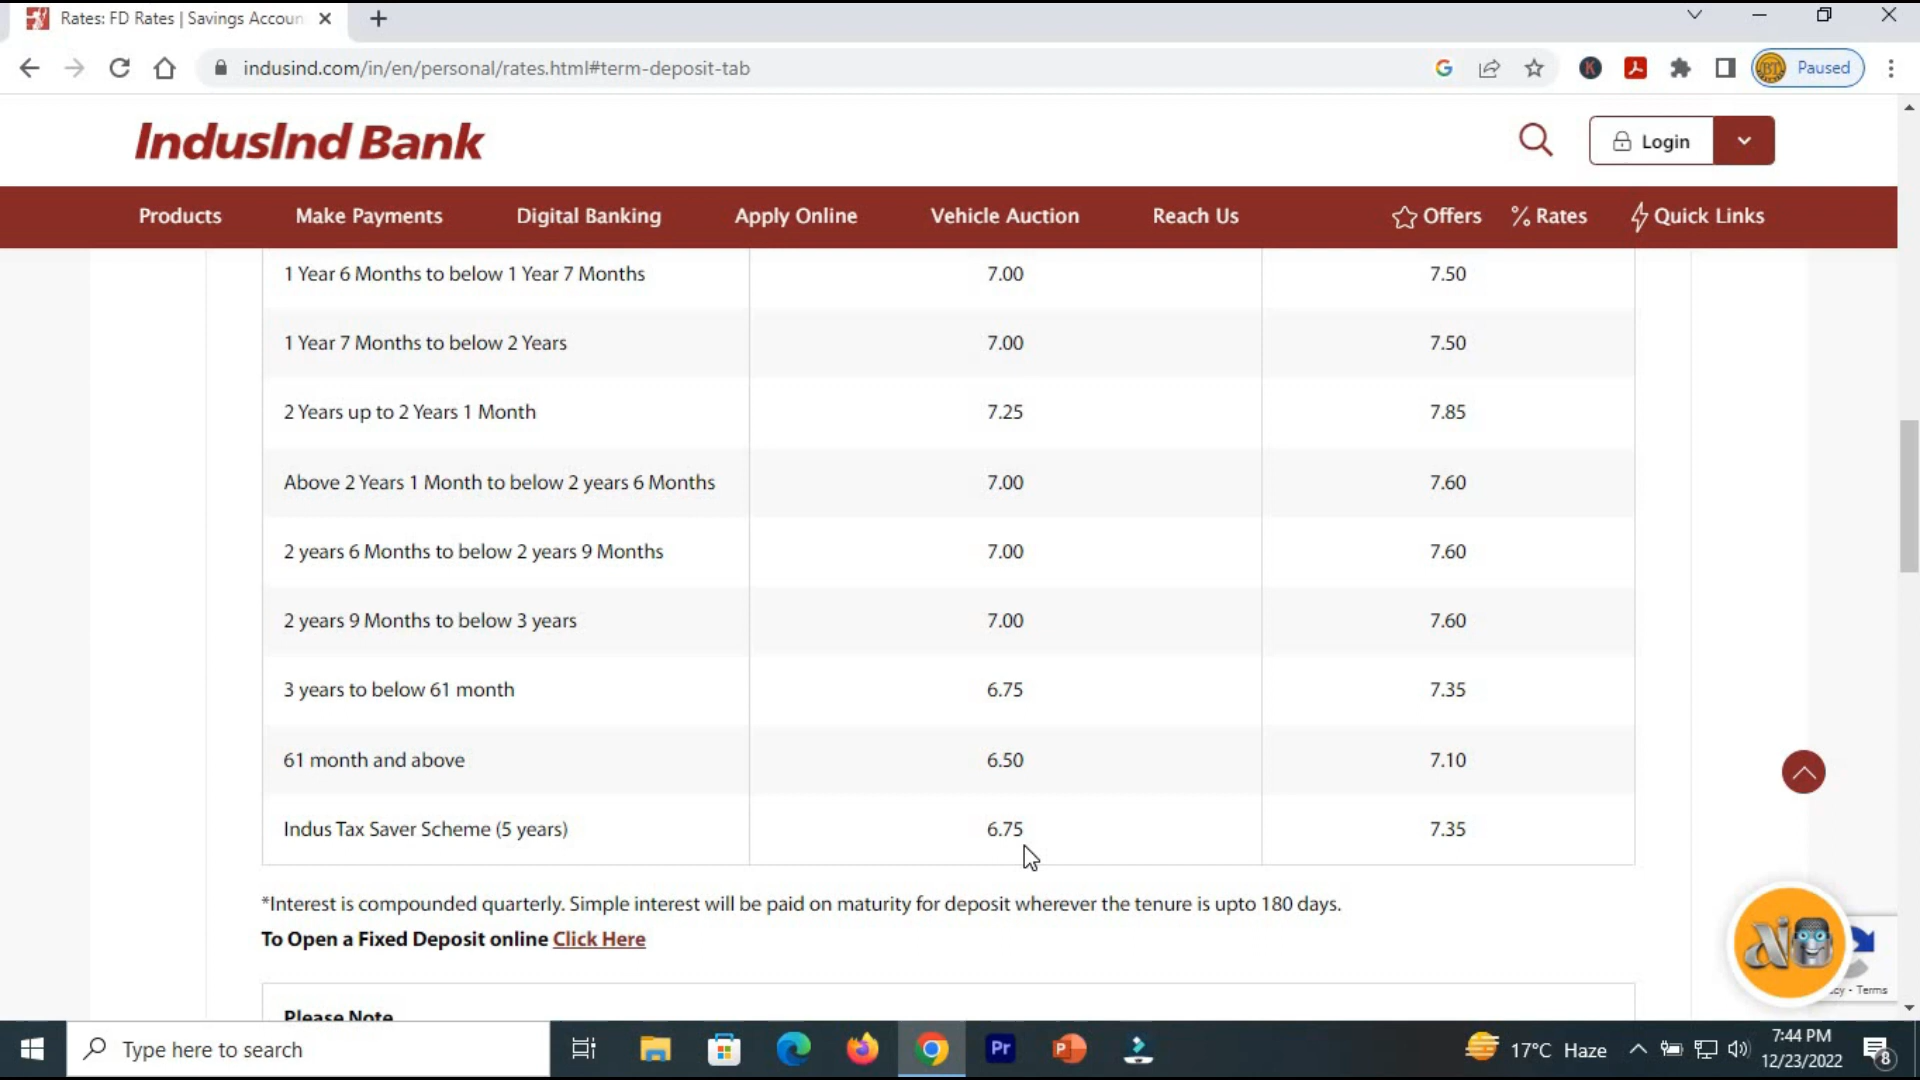 Rates: FD Rates | Savings Accoun
indusind.com/in/en/personal/rates.html#term-deposit-tab
Paused
IndusInd Bank
Login
Products Make Payments Digital Banking Apply Online Vehicle Auction Reach Us Offers % Rates Quick Links
1 Year 6 Months to below 1 Year 7 Months 7.00 7.50
1 Year 7 Months to below 2 Years 7.00 7.50
2 Years up to 2 Years 1 Month 7.25 7.85
Above 2 Years 1 Month to below 2 years 6 Months 7.00 7.60
2 years 6 Months to below 2 years 9 Months 7.00 7.60
2 years 9 Months to below 3 years 7.00 7.60
3 years to below 61 month 6.75 7.35
61 month and above 6.50 7.10
Indus Tax Saver Scheme (5 years) 6.75 7.35
*Interest is compounded quarterly. Simple interest will be paid on maturity for deposit wherever the tenure is upto 180 days.
To Open a Fixed Deposit online Click Here
Please Note
- Terms
Type here to search
Pr
17°C Haze
7:44 PM
12/23/2022
8